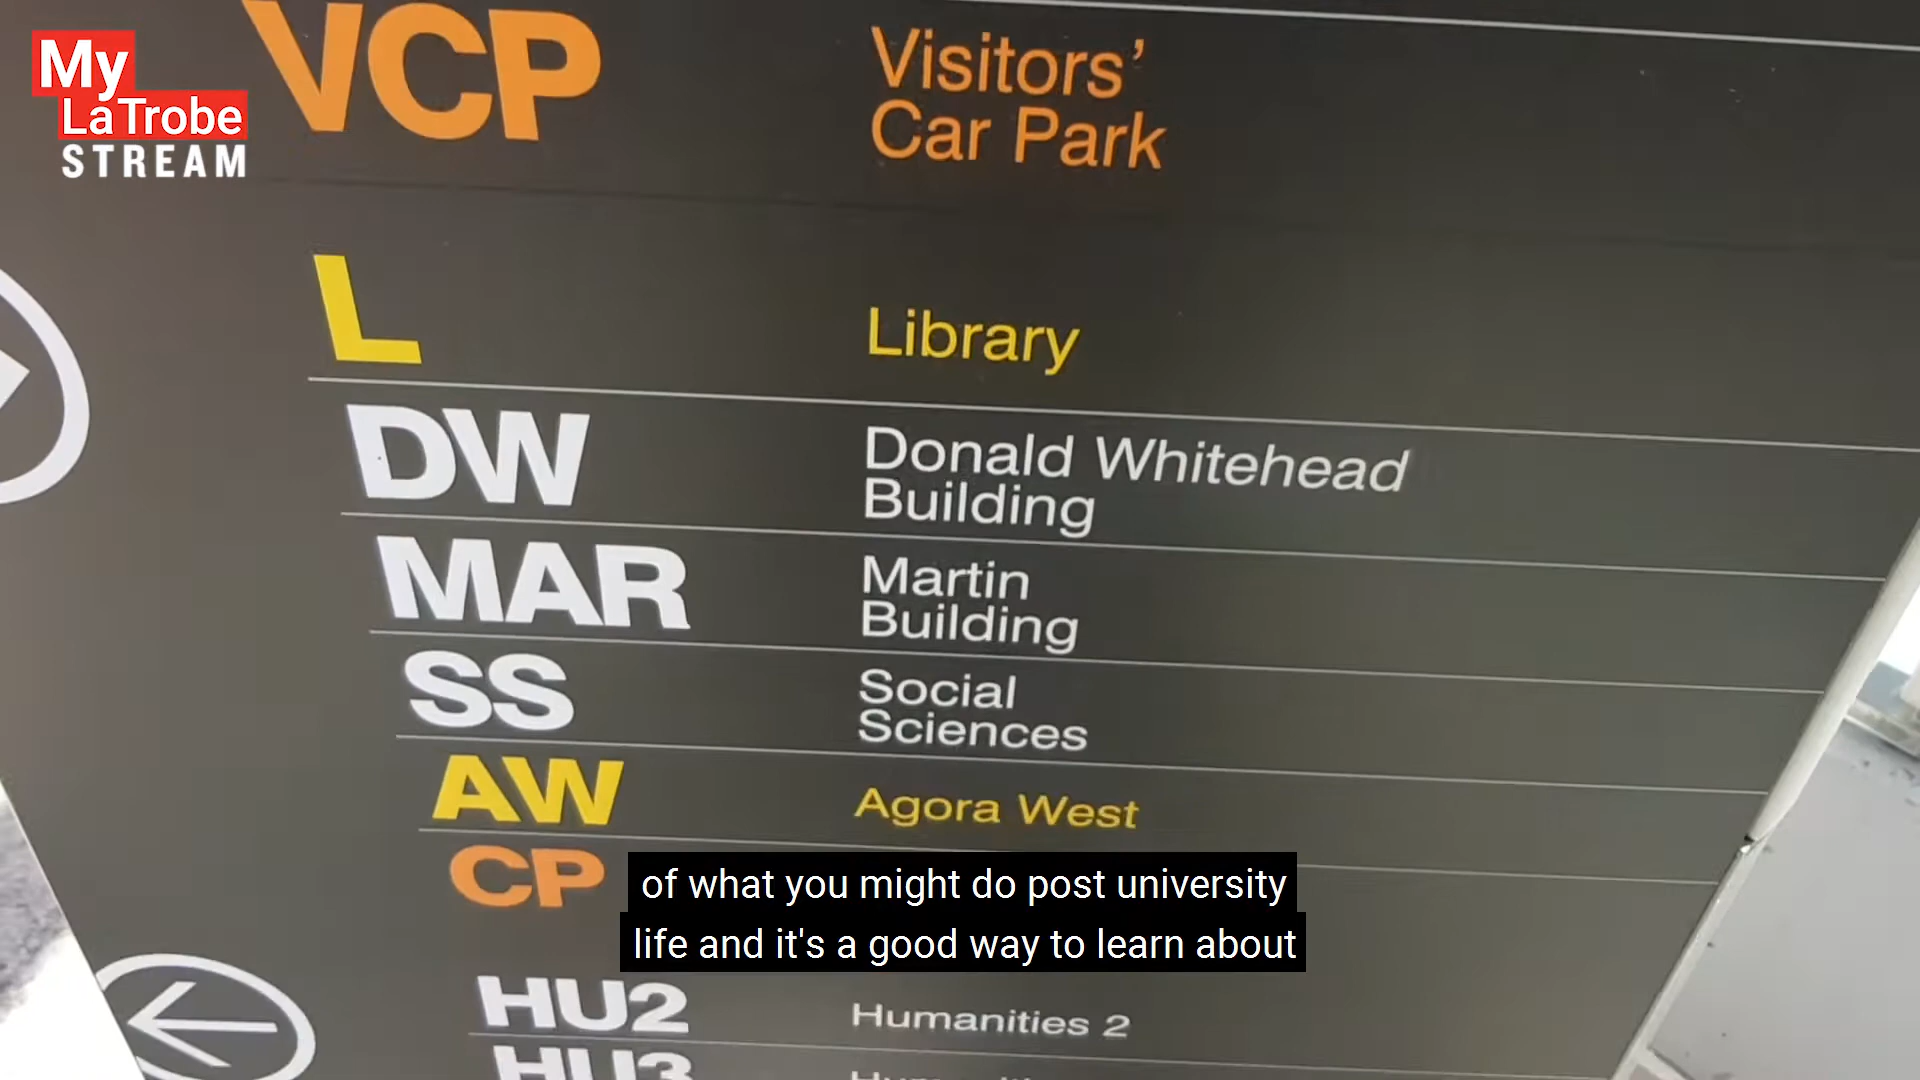 My
LaTrobe
STREAM
VCP
Visitors'
Car Park
L
Library
DW
Donald Whitehead
Building
MAR
Martin
Building
SS
Social
Sciences
AW
Agora West
CP
of what you might do post university
life and it's a good way to learn about
HU2
Humanities 2
HU3